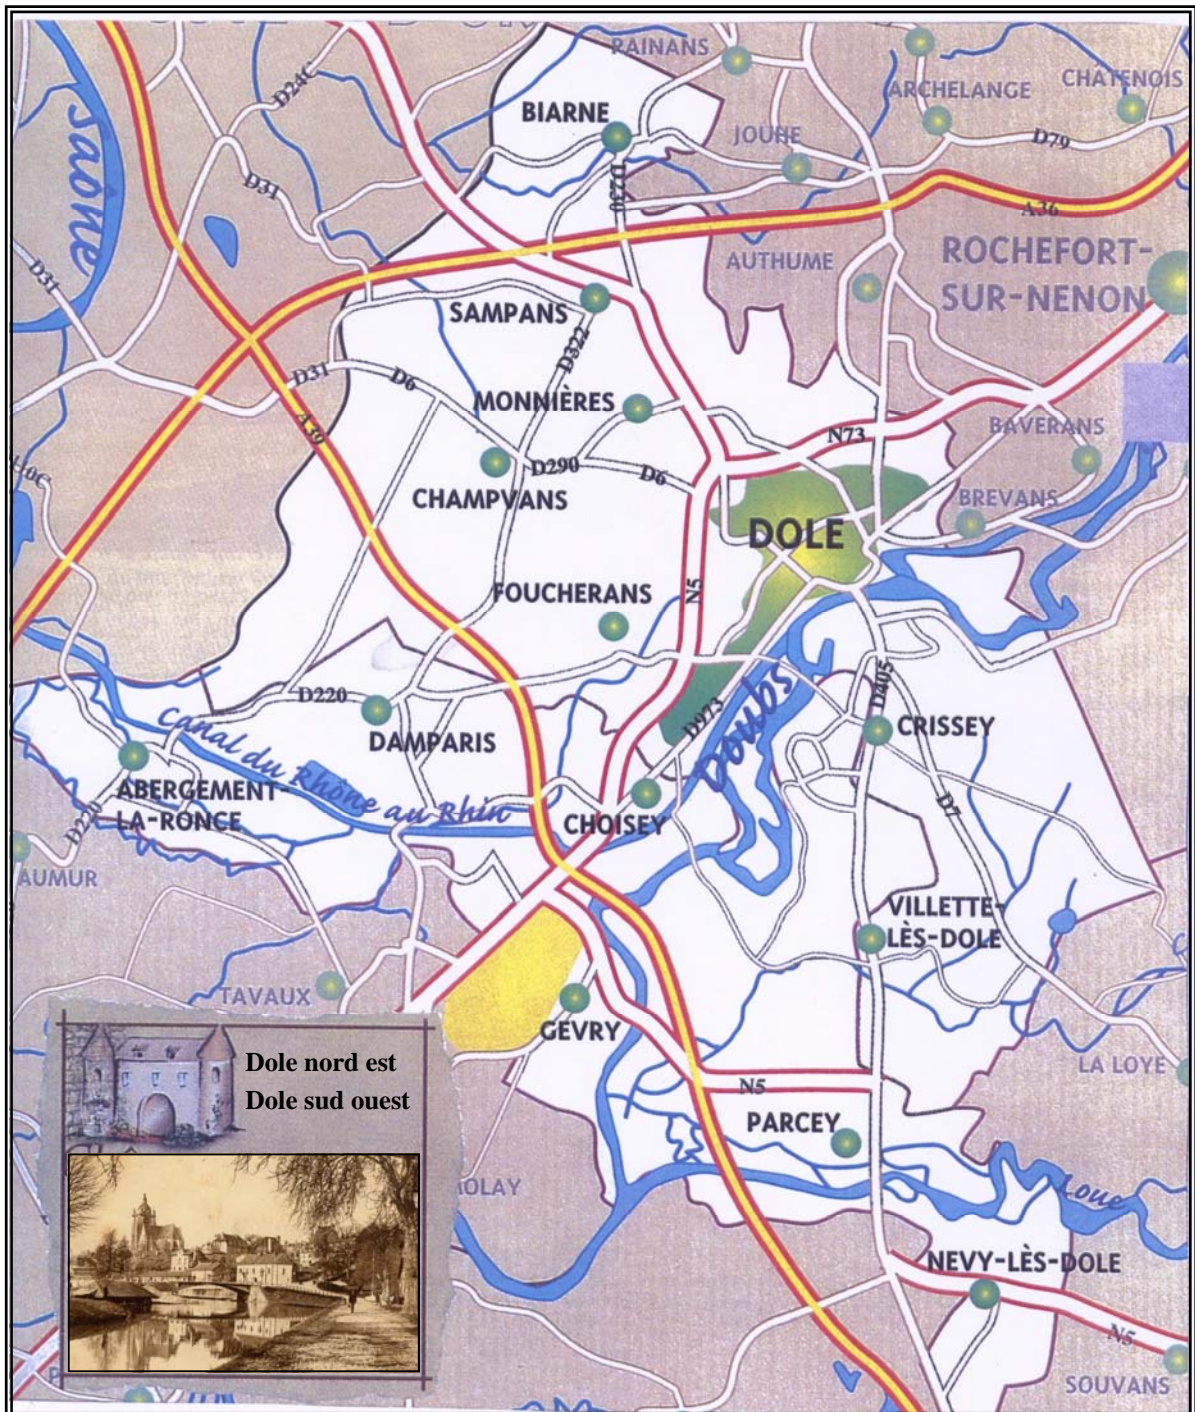 RAINANS
CHATENOIS
ARCHELANGE
BIARNE
JOUHE
D24C
D79
Saône
D31
D230
A36
ROCHEFORT-
SUR-NENON
AUTHUME
D31
SAMPANS
D322
D31
D6
MONNIÈRES
A39
N73
BAVERANS
D290
D6
CHAMPVANS
BREVANS
DOLE
FOUCHERANS
N5
D405
D220
D973
Doubs
CRISSEY
Canal du Rhône au Rhin
DAMPARIS
ABERGEMENT-
LA-RONCE
D7
D220
CHOISEY
AUMUR
VILLETTE-
LÈS-DOLE
TAVAUX
GEVRY
LA LOYE
Dole nord est
Dole sud ouest
N5
PARCEY
MOLAY
Loue
NEVY-LÈS-DOLE
N5
SOUVANS